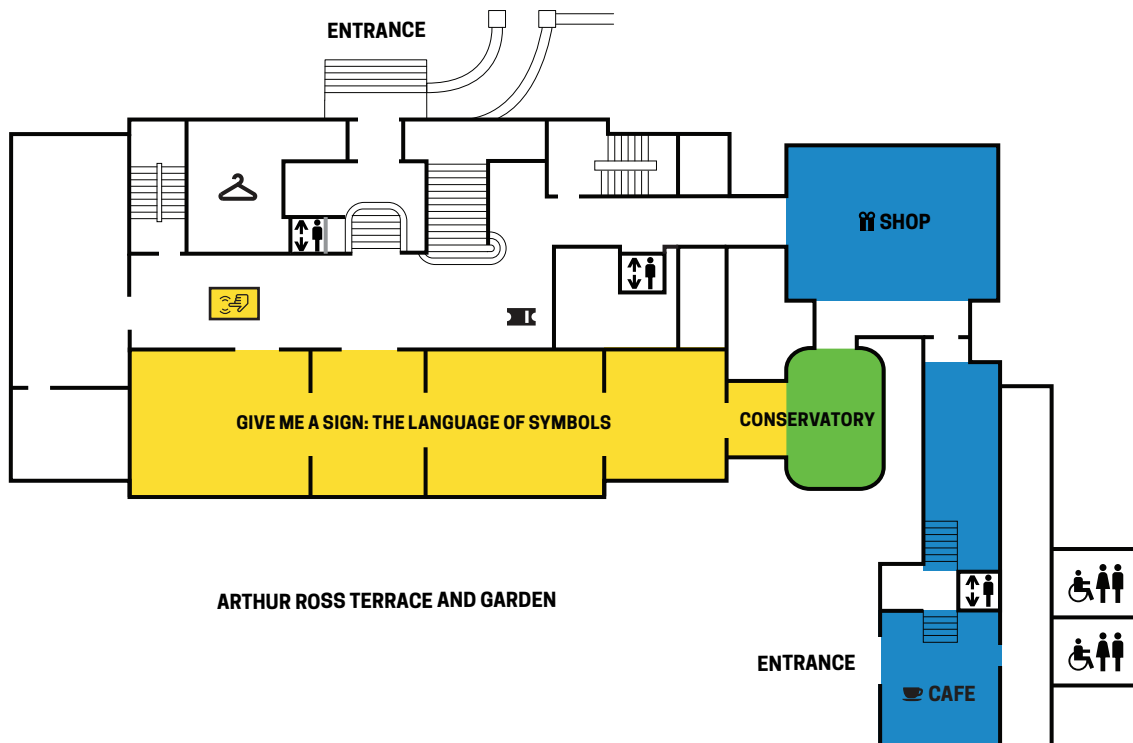 ENTRANCE
SHOP
GIVE ME A SIGN: THE LANGUAGE OF SYMBOLS
CONSERVATORY
ARTHUR ROSS TERRACE AND GARDEN
ENTRANCE
CAFE